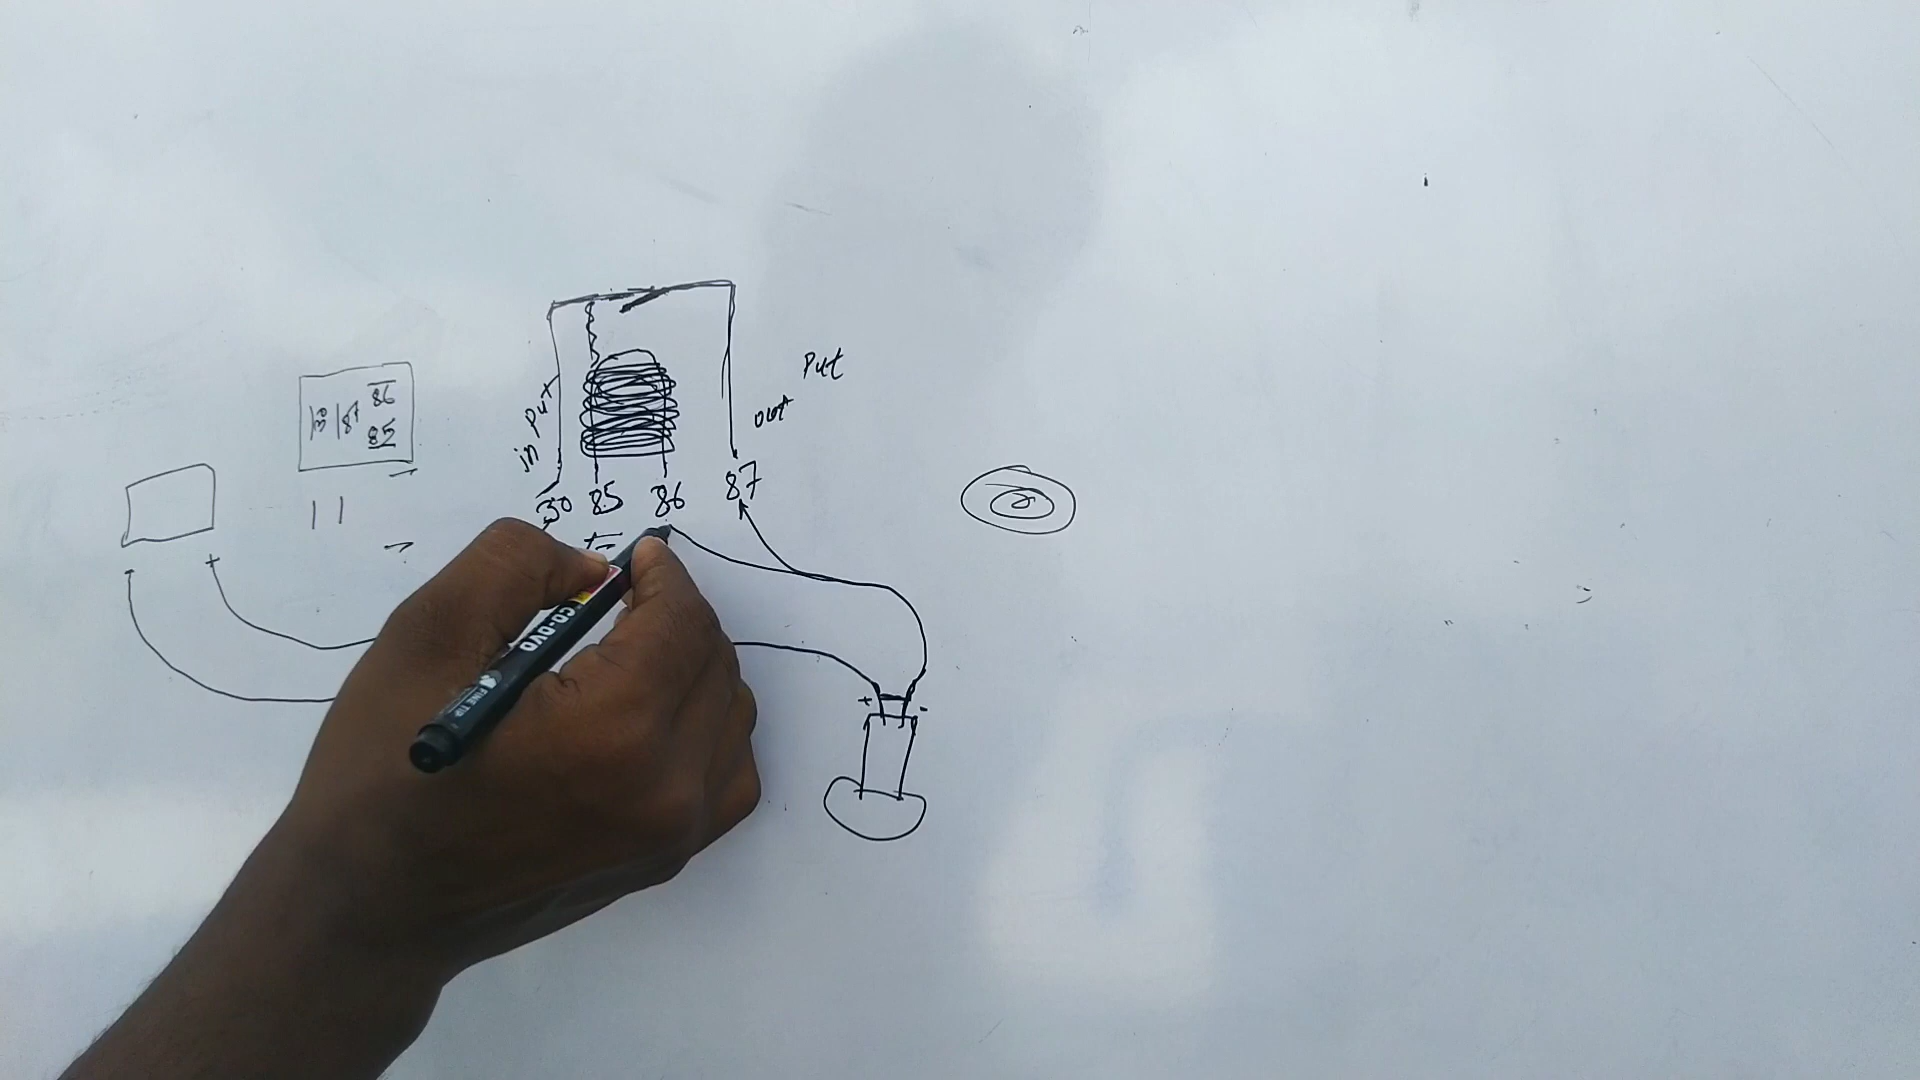 Put
out
in Put
30 87 86
85
30 85 86 87
- +
+ -
CD-DVD
FINE TIP